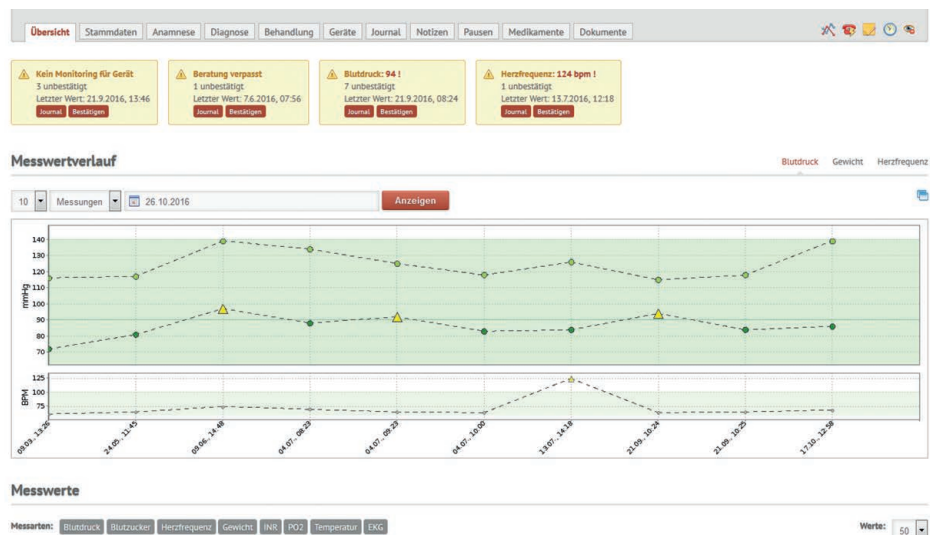 Übersicht Stammdaten Anamnese Diagnose Behandlung Geräte Journal Notizen Pausen Medikamente Dokumente
Kein Monitoring für Gerät
3 unbestätigt
Letzter Wert: 21.9.2016, 13:46
Journal Bestätigen
Beratung verpasst
1 unbestätigt
Letzter Wert: 7.6.2016, 07:56
Journal Bestätigen
Blutdruck: 94 !
7 unbestätigt
Letzter Wert: 21.9.2016, 08:24
Journal Bestätigen
Herzfrequenz: 124 bpm !
1 unbestätigt
Letzter Wert: 13.7.2016, 12:18
Journal Bestätigen
Messwertverlauf
Blutdruck Gewicht Herzfrequenz
10 Messungen 26.10.2016 Anzeigen
140
130
120
110
100
90
80
70
mmHg
125
100
75
BPM
09.03., 13:26 24.05., 11:45 09.06., 14:48 04.07., 08:23 04.07., 09:23 04.07., 10:00 13.07., 14:18 21.09., 10:24 21.09., 10:25 17.10., 12:58
Messwerte
Messarten: Blutdruck Blutzucker Herzfrequenz Gewicht INR PO2 Temperatur EKG
Werte: 50